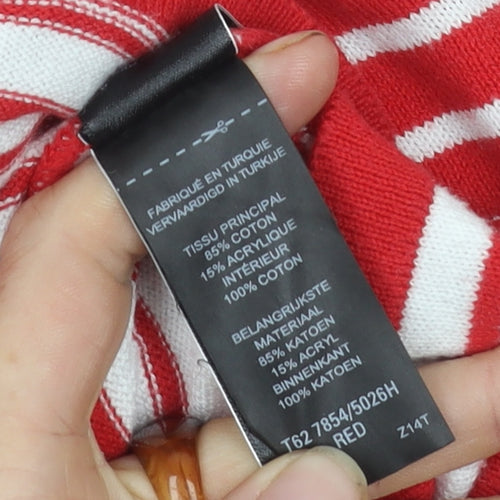 FABRIQUÉ EN TURQUIE
VERVAARDIGD IN TURKIJE
TISSU PRINCIPAL
85% COTON
15% ACRYLIQUE
INTÉRIEUR
100% COTON
BELANGRIJKSTE
MATERIAAL
85% KATOEN
15% ACRYL
BINNENKANT
100% KATOEN
T62 7854/5026H
RED
Z14T